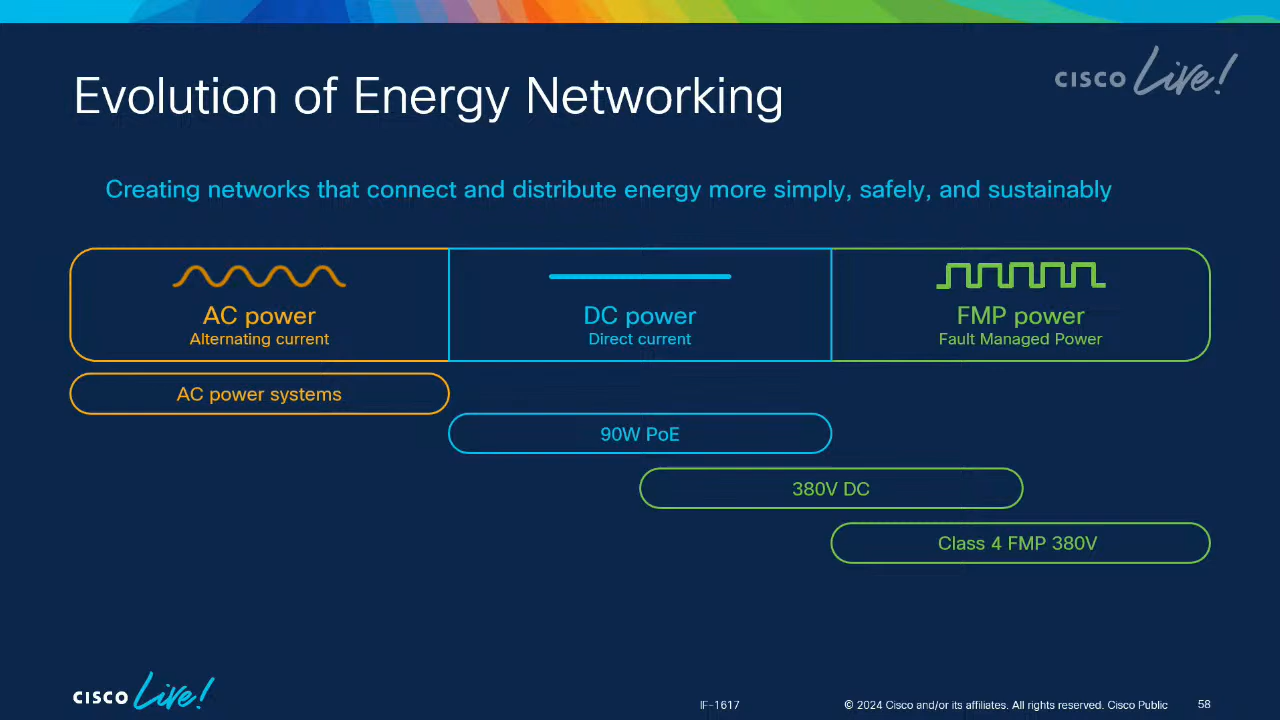 CISCO Live!
Evolution of Energy Networking
Creating networks that connect and distribute energy more simply, safely, and sustainably
AC power
Alternating current
DC power
Direct current
FMP power
Fault Managed Power
AC power systems
90W PoE
380V DC
Class 4 FMP 380V
CISCO Live!
IF-1617
© 2024 Cisco and/or its affiliates. All rights reserved. Cisco Public
58